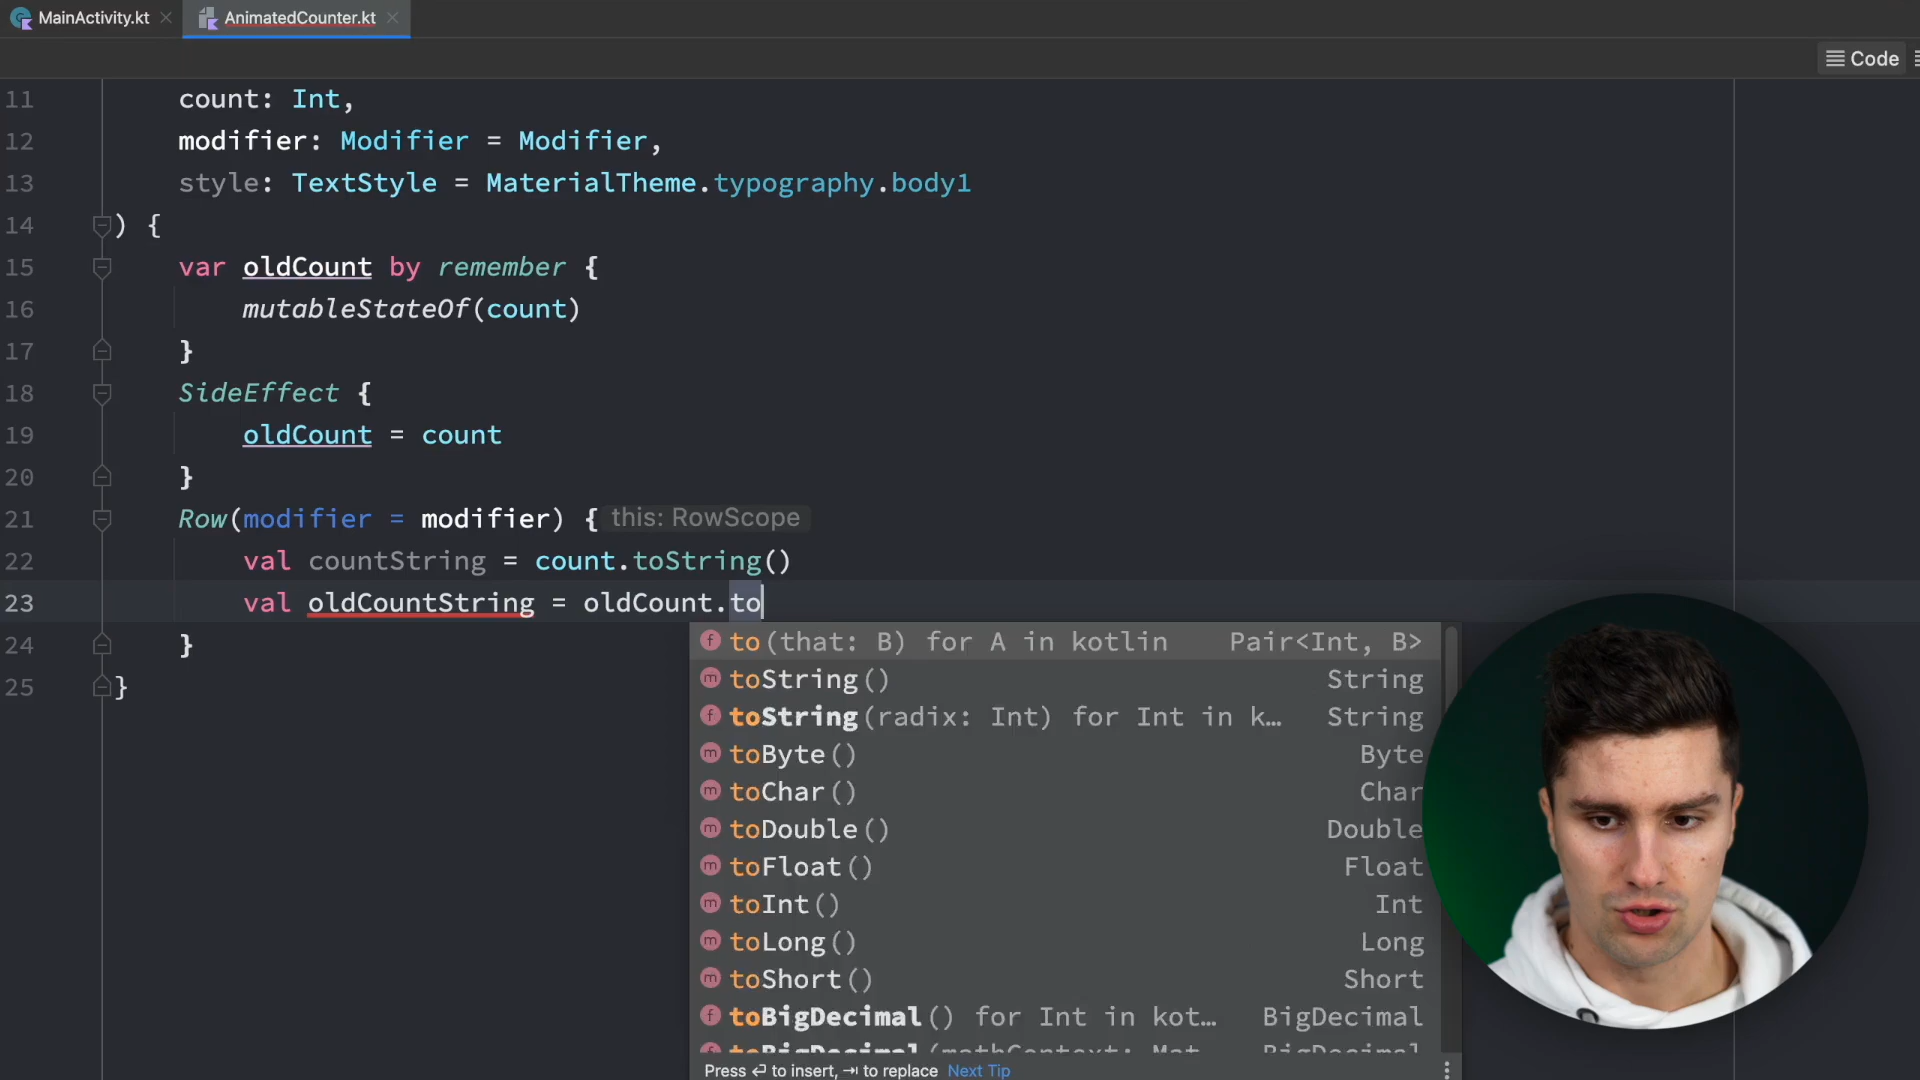 MainActivity.kt
AnimatedCounter.kt
Code
11 count: Int,
12 modifier: Modifier = Modifier,
13 style: TextStyle = MaterialTheme.typography.body1
14 ) {
15 var oldCount by remember {
16 mutableStateOf(count)
17 }
18 SideEffect {
19 oldCount = count
20 }
21 Row(modifier = modifier) { this: RowScope
22 val countString = count.toString()
23 val oldCountString = oldCount.to
24 }
25 }
f to(that: B) for A in kotlin Pair<Int, B>
m toString() String
f toString(radix: Int) for Int in k… String
m toByte() Byte
m toChar() Char
m toDouble() Double
m toFloat() Float
m toInt() Int
m toLong() Long
m toShort() Short
f toBigDecimal() for Int in kot… BigDecimal
f toBigDecimal(mathContext: Mat… BigDecimal
Press ↵ to insert, ⇥ to replace Next Tip